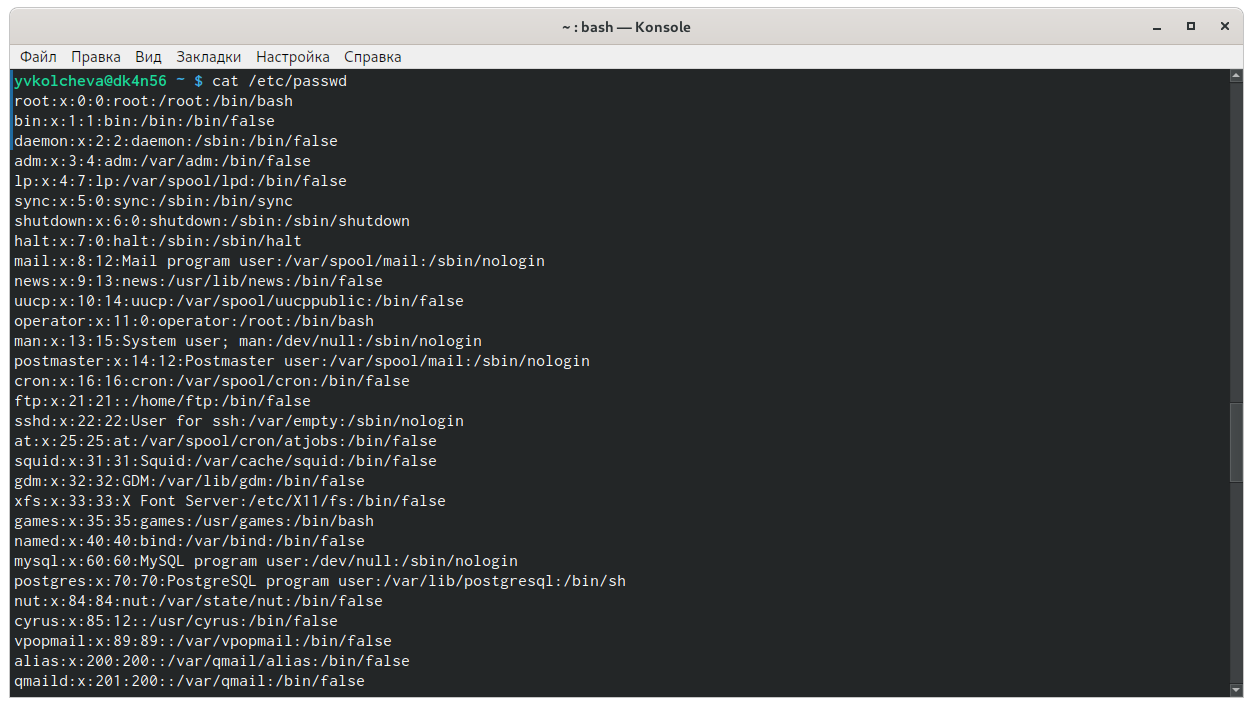 ~ : bash — Konsole
Файл Правка Вид Закладки Настройка Справка
yvkolcheva@dk4n56 ~ $ cat /etc/passwd
root:x:0:0:root:/root:/bin/bash
bin:x:1:1:bin:/bin:/bin/false
daemon:x:2:2:daemon:/sbin:/bin/false
adm:x:3:4:adm:/var/adm:/bin/false
lp:x:4:7:lp:/var/spool/lpd:/bin/false
sync:x:5:0:sync:/sbin:/bin/sync
shutdown:x:6:0:shutdown:/sbin:/sbin/shutdown
halt:x:7:0:halt:/sbin:/sbin/halt
mail:x:8:12:Mail program user:/var/spool/mail:/sbin/nologin
news:x:9:13:news:/usr/lib/news:/bin/false
uucp:x:10:14:uucp:/var/spool/uucppublic:/bin/false
operator:x:11:0:operator:/root:/bin/bash
man:x:13:15:System user; man:/dev/null:/sbin/nologin
postmaster:x:14:12:Postmaster user:/var/spool/mail:/sbin/nologin
cron:x:16:16:cron:/var/spool/cron:/bin/false
ftp:x:21:21::/home/ftp:/bin/false
sshd:x:22:22:User for ssh:/var/empty:/sbin/nologin
at:x:25:25:at:/var/spool/cron/atjobs:/bin/false
squid:x:31:31:Squid:/var/cache/squid:/bin/false
gdm:x:32:32:GDM:/var/lib/gdm:/bin/false
xfs:x:33:33:X Font Server:/etc/X11/fs:/bin/false
games:x:35:35:games:/usr/games:/bin/bash
named:x:40:40:bind:/var/bind:/bin/false
mysql:x:60:60:MySQL program user:/dev/null:/sbin/nologin
postgres:x:70:70:PostgreSQL program user:/var/lib/postgresql:/bin/sh
nut:x:84:84:nut:/var/state/nut:/bin/false
cyrus:x:85:12::/usr/cyrus:/bin/false
vpopmail:x:89:89::/var/vpopmail:/bin/false
alias:x:200:200::/var/qmail/alias:/bin/false
qmaild:x:201:200::/var/qmail:/bin/false